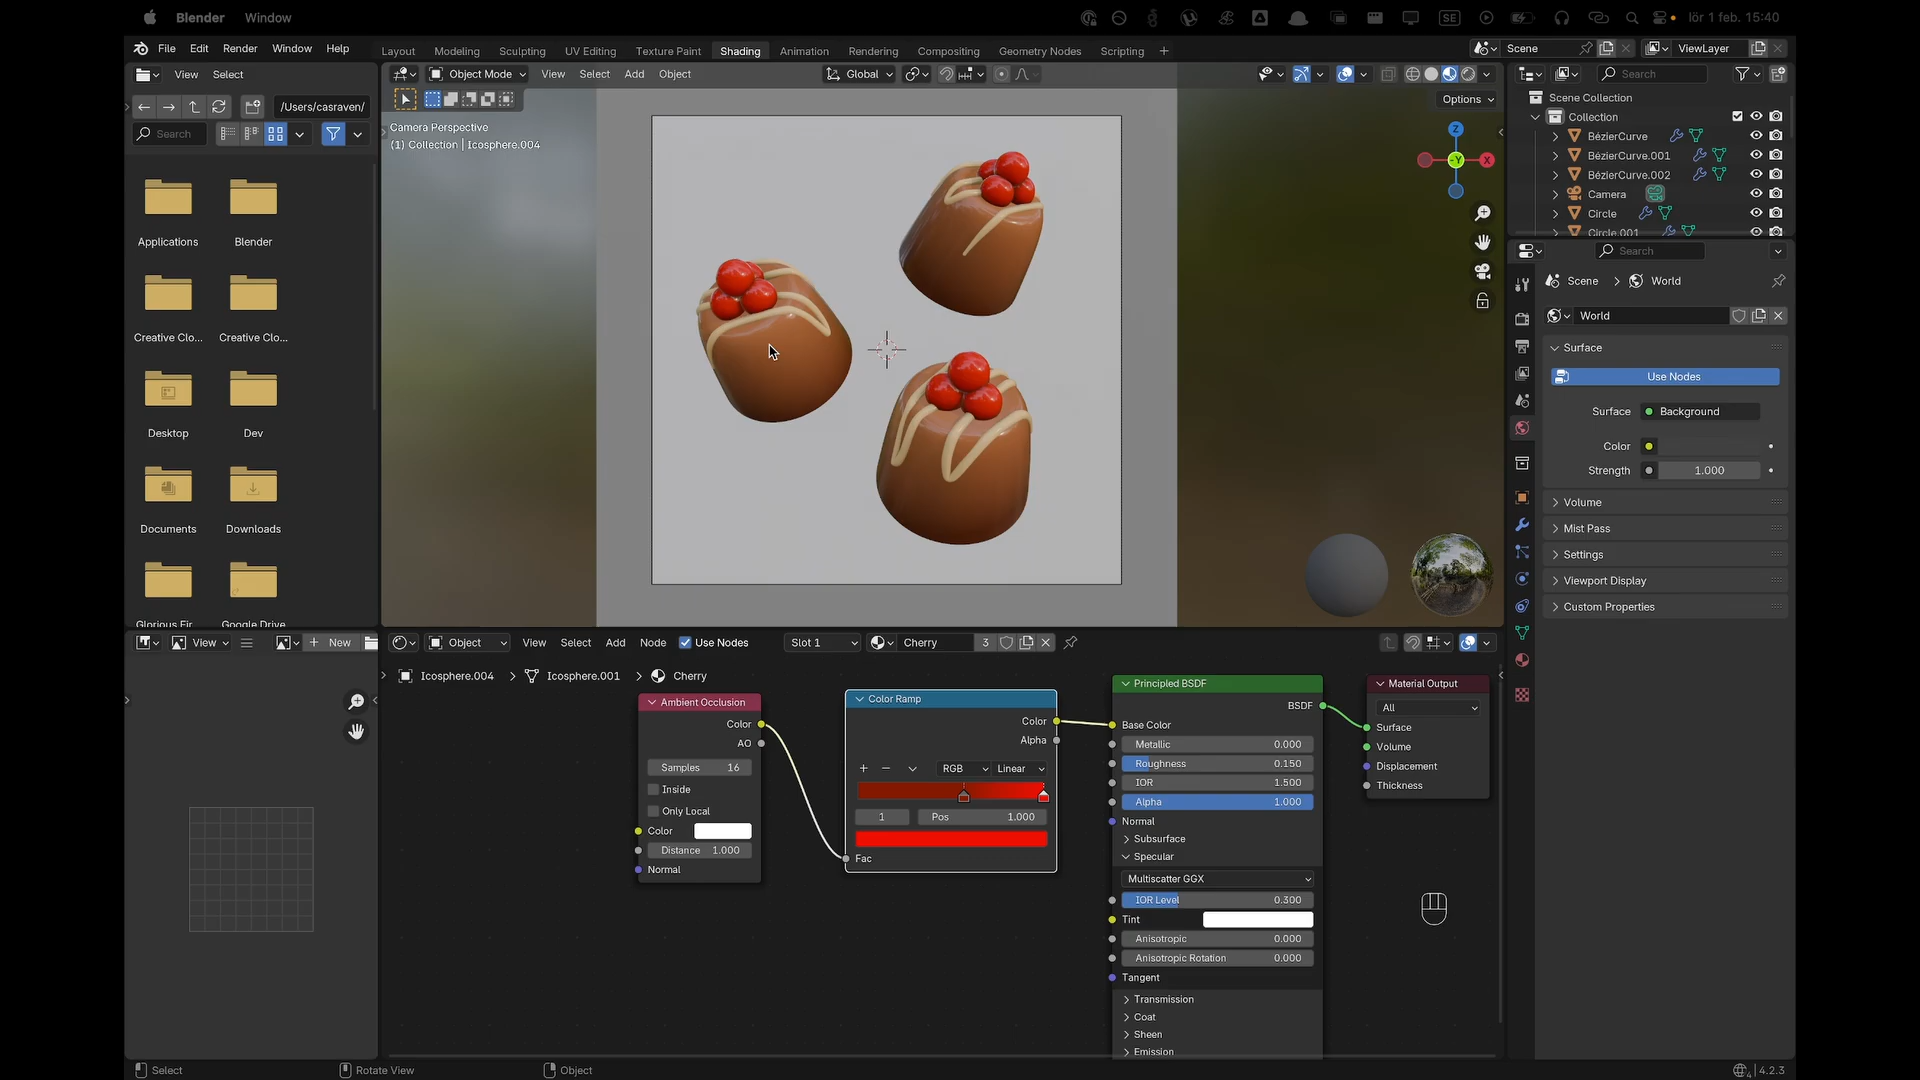 Blender Window SE lör 1 feb. 15:40
File Edit Render Window Help Layout Modeling Sculpting UV Editing Texture Paint Shading Animation Rendering Compositing Geometry Nodes Scripting + Scene ViewLayer
View Select Object Mode View Select Add Object Global Search
/Users/casraven/ Options Scene Collection
Search Camera Perspective Collection
(1) Collection | Icosphere.004 BézierCurve
BézierCurve.001
BézierCurve.002
Camera
Circle
Circle.001
Applications Blender
Creative Clo... Creative Clo...
Desktop Dev
Documents Downloads
Glorious Fir Google Drive
Z
-Y X
Search
Scene > World
World
Surface
Use Nodes
Surface Background
Color
Strength 1.000
Volume
Mist Pass
Settings
Viewport Display
Custom Properties
View + New Object View Select Add Node Use Nodes Slot 1 Cherry 3
Icosphere.004 > Icosphere.001 > Cherry
Ambient Occlusion
Color
AO
Samples 16
Inside
Only Local
Color
Distance 1.000
Normal
Color Ramp
Color
Alpha
+ − RGB Linear
1 Pos 1.000
Fac
Principled BSDF
BSDF
Base Color
Metallic 0.000
Roughness 0.150
IOR 1.500
Alpha 1.000
Normal
Subsurface
Specular
Multiscatter GGX
IOR Level 0.300
Tint
Anisotropic 0.000
Anisotropic Rotation 0.000
Tangent
Transmission
Coat
Sheen
Emission
Material Output
All
Surface
Volume
Displacement
Thickness
Select Rotate View Object 4.2.3